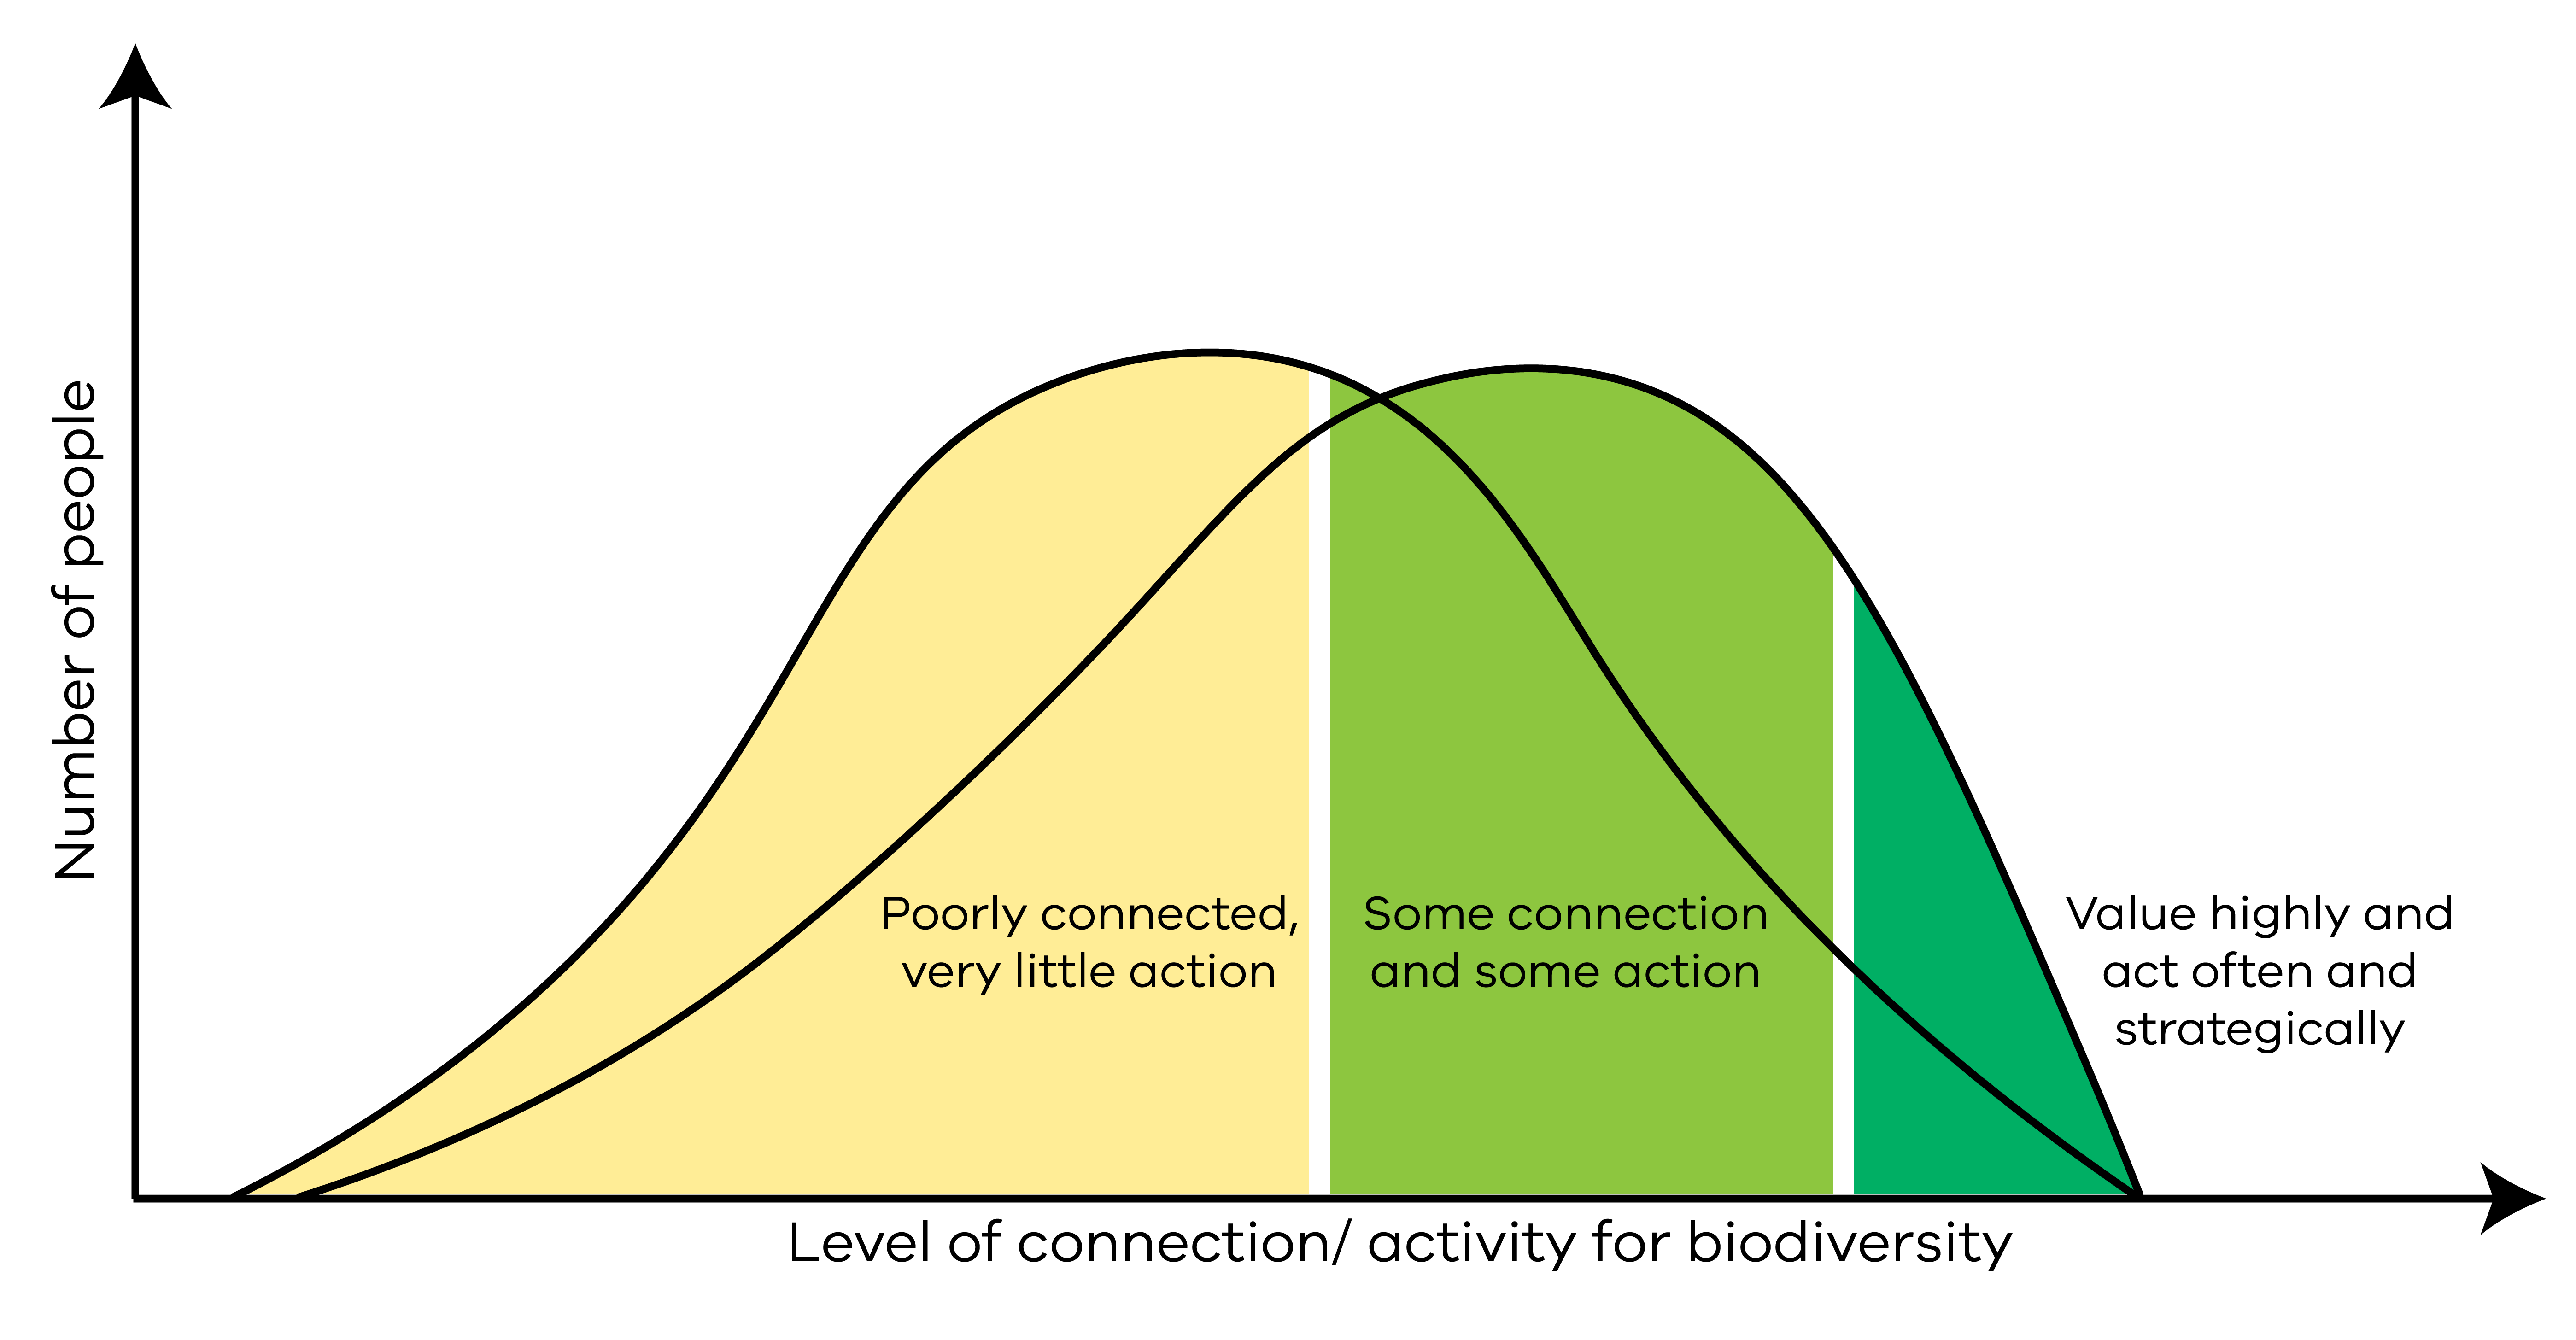 Number of people
Poorly connected,
very little action
Some connection
and some action
Value highly and
act often and
strategically
Level of connection/ activity for biodiversity